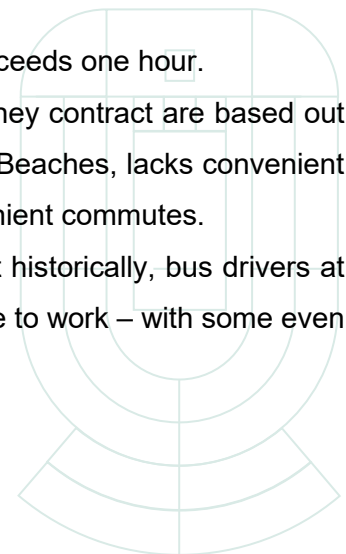 ceeds one hour.
ney contract are based out
Beaches, lacks convenient
nient commutes.
t historically, bus drivers at
e to work – with some even